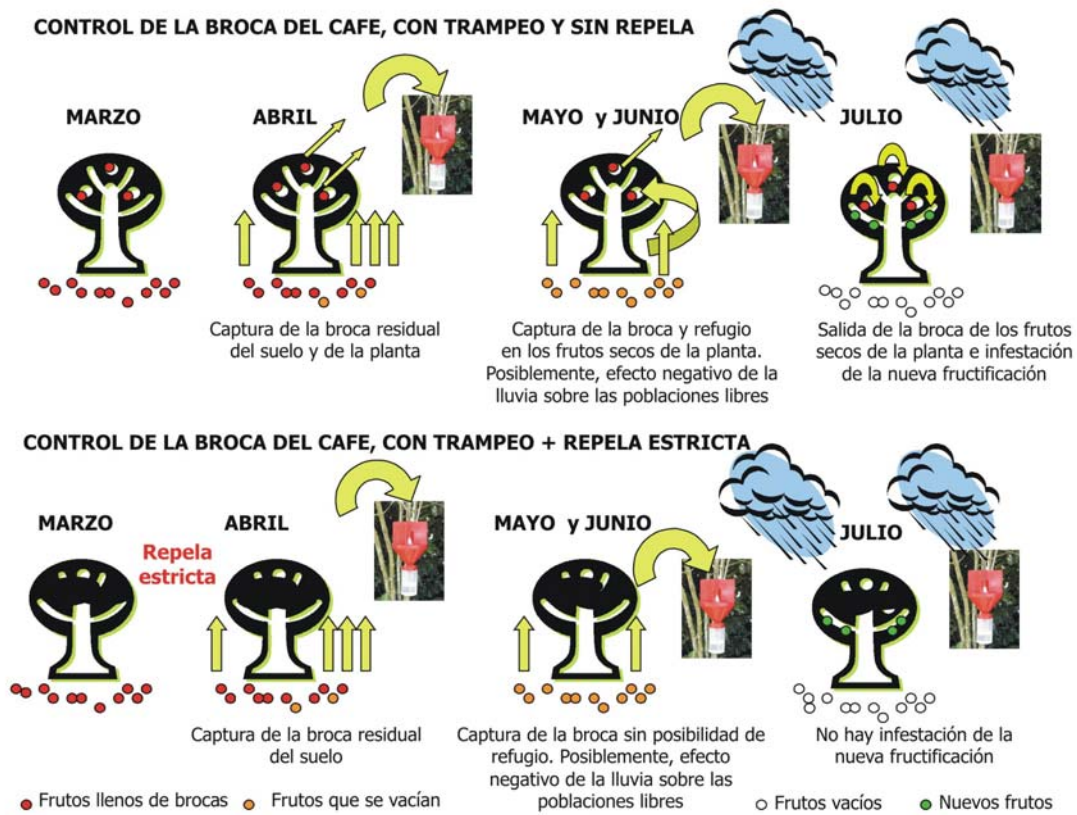 CONTROL DE LA BROCA DEL CAFE, CON TRAMPEO Y SIN REPELA
MARZO
ABRIL
MAYO y JUNIO
JULIO
Captura de la broca residual
del suelo y de la planta
Captura de la broca y refugio
en los frutos secos de la planta.
Posiblemente, efecto negativo de la
lluvia sobre las poblaciones libres
Salida de la broca de los frutos
secos de la planta e infestación
de la nueva fructificación
CONTROL DE LA BROCA DEL CAFE, CON TRAMPEO + REPELA ESTRICTA
MARZO
Repela
estricta
ABRIL
MAYO y JUNIO
JULIO
Captura de la broca residual
del suelo
Captura de la broca sin posibilidad de
refugio. Posiblemente, efecto
negativo de la lluvia sobre las
poblaciones libres
No hay infestación de la
nueva fructificación
Frutos llenos de brocas
Frutos que se vacían
Frutos vacíos
Nuevos frutos